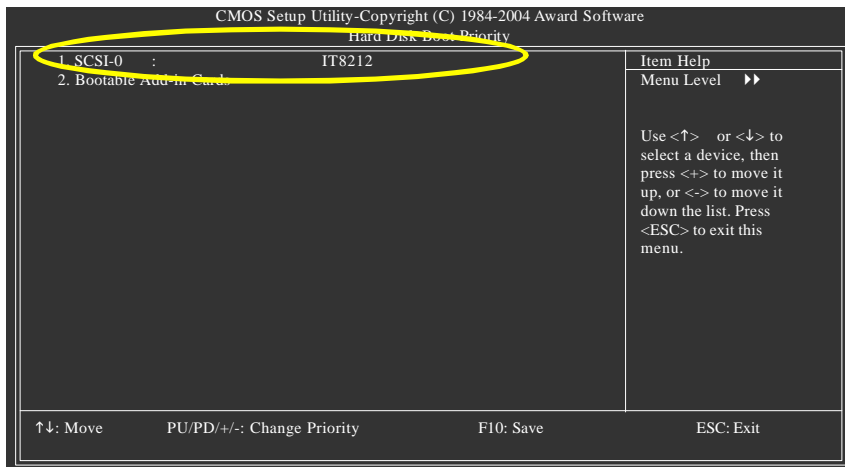 CMOS Setup Utility-Copyright (C) 1984-2004 Award Software
Hard Disk Boot Priority
1. SCSI-0 : IT8212
2. Bootable Add-in Cards
Item Help
Menu Level ▸▸
Use <↑> or <↓> to
select a device, then
press <+> to move it
up, or <-> to move it
down the list. Press
<ESC> to exit this
menu.
↑↓: Move PU/PD/+/-: Change Priority F10: Save ESC: Exit